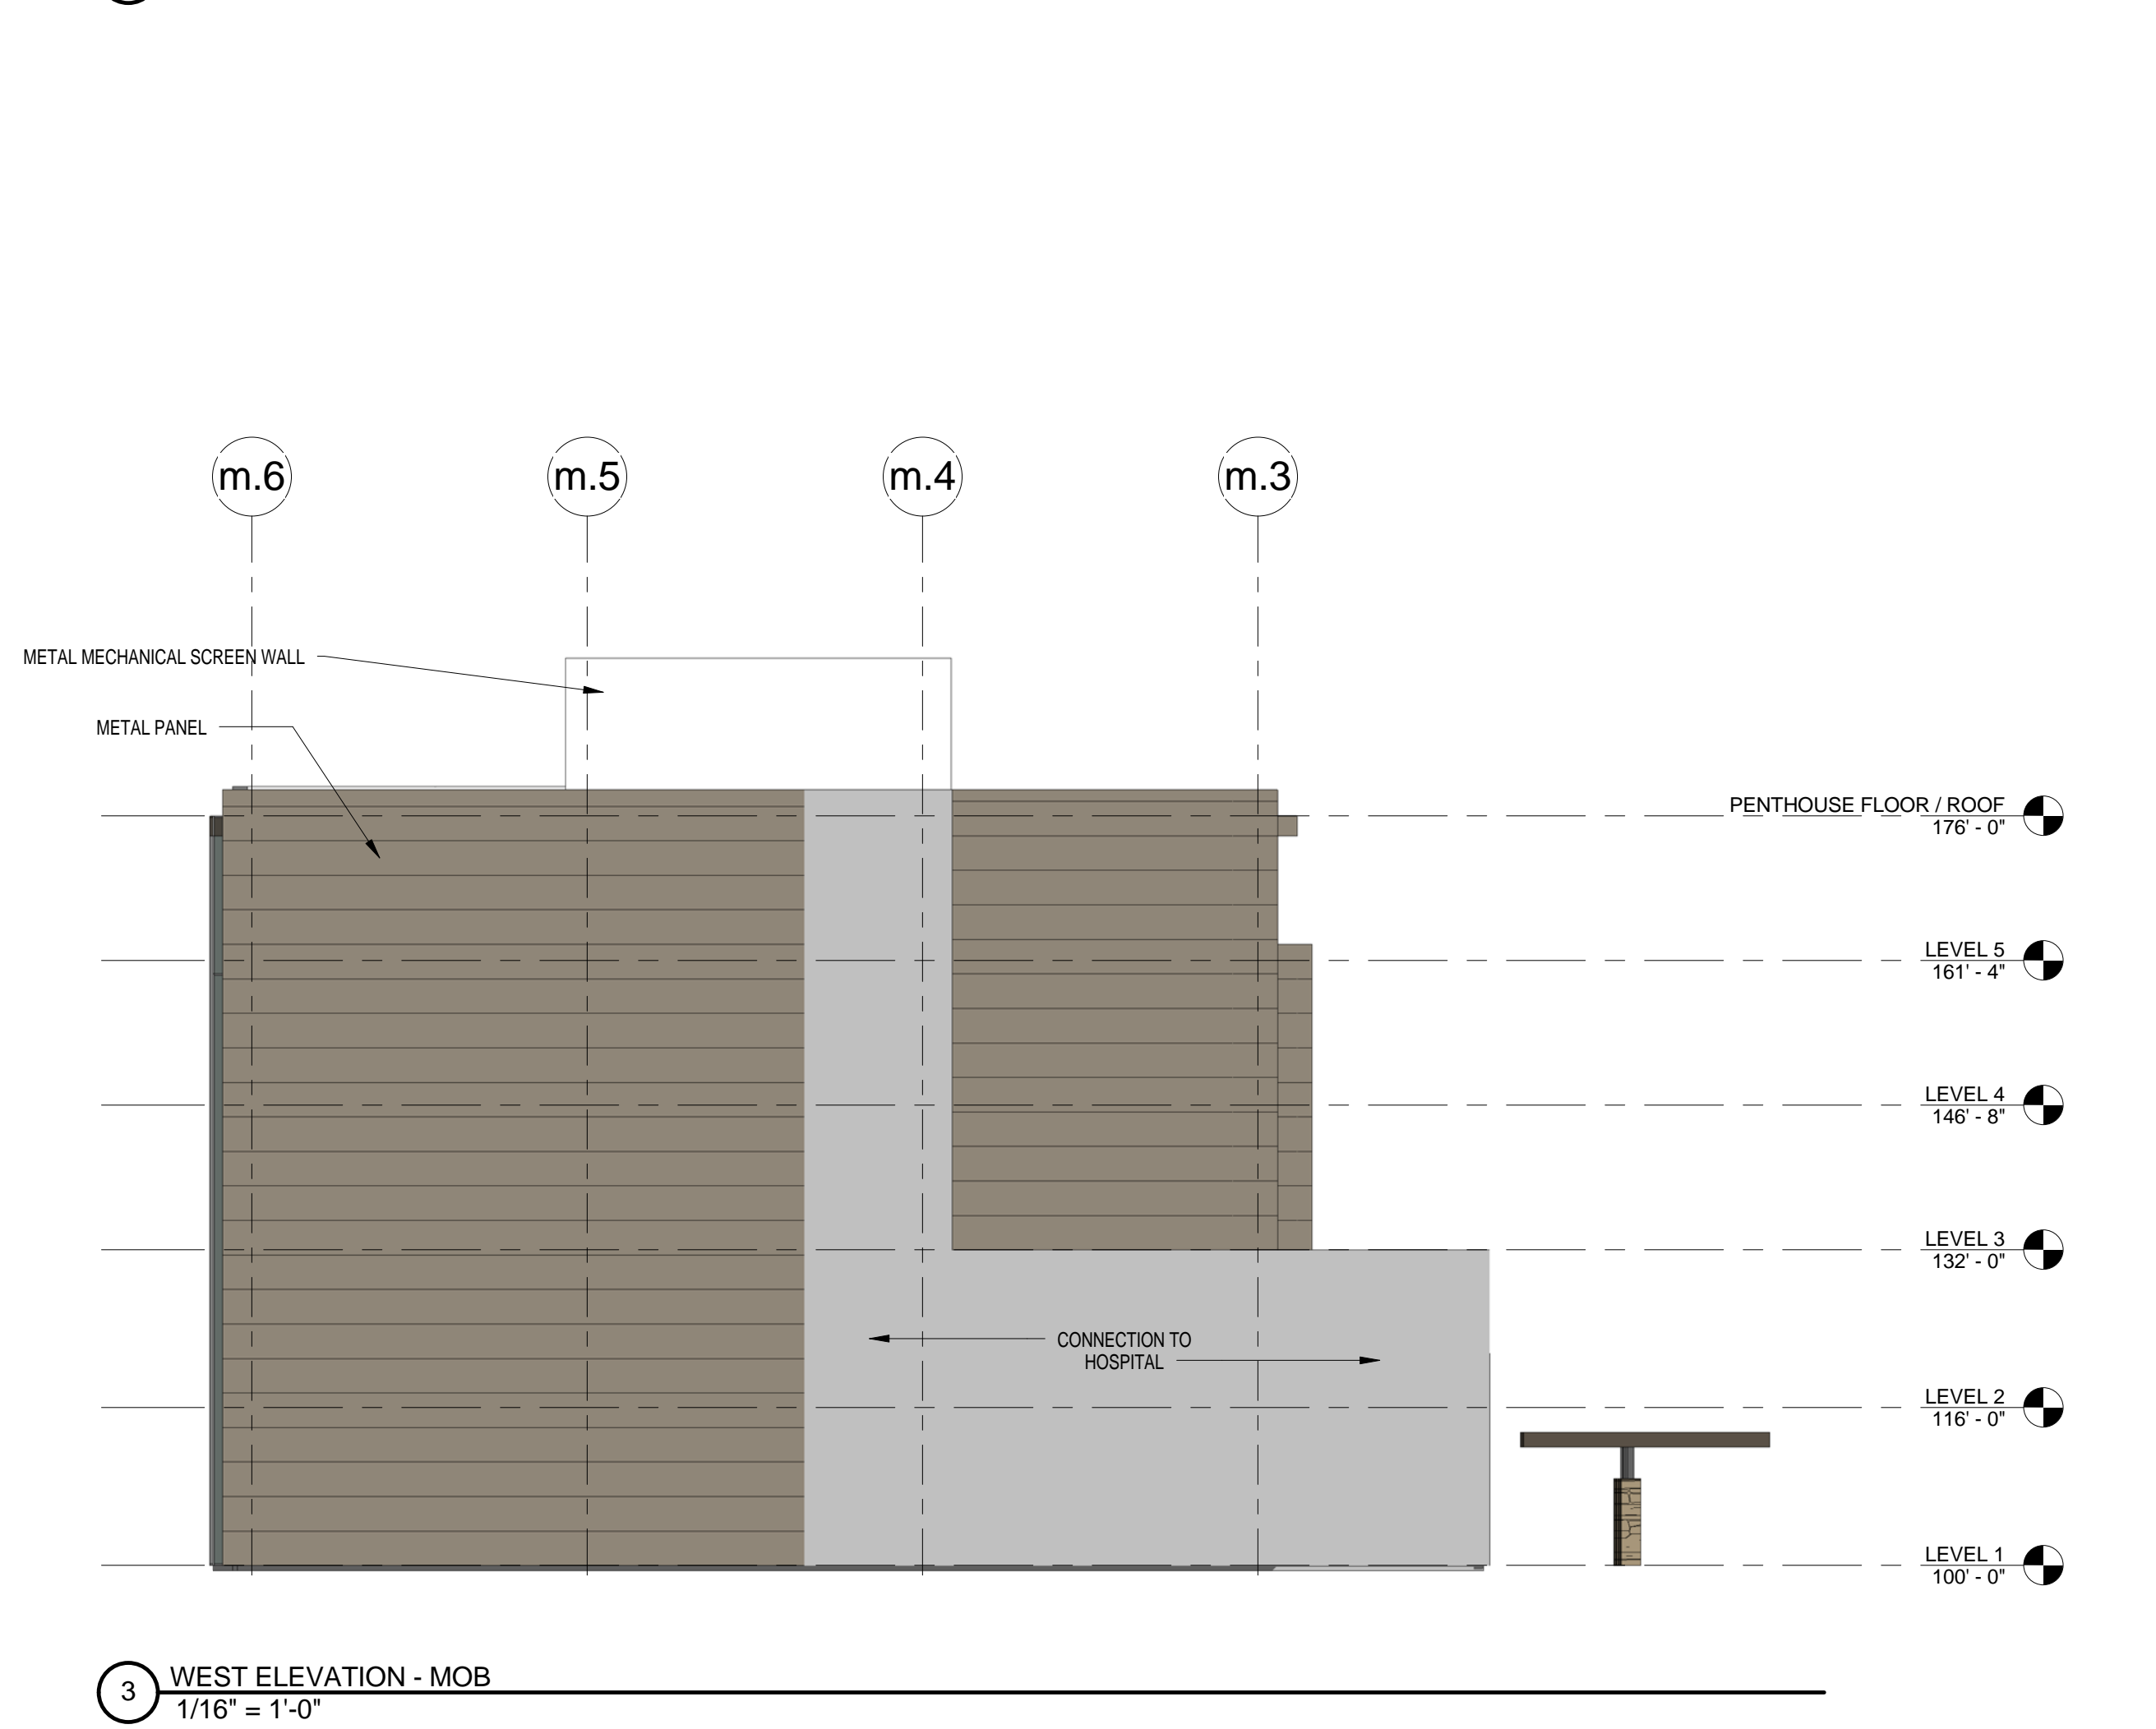 m.6 m.5 m.4 m.3
METAL MECHANICAL SCREEN WALL
METAL PANEL
PENTHOUSE FLOOR / ROOF
176' - 0"
LEVEL 5
161' - 4"
LEVEL 4
146' - 8"
LEVEL 3
132' - 0"
CONNECTION TO
HOSPITAL
LEVEL 2
116' - 0"
LEVEL 1
100' - 0"
3 WEST ELEVATION - MOB
1/16" = 1'-0"